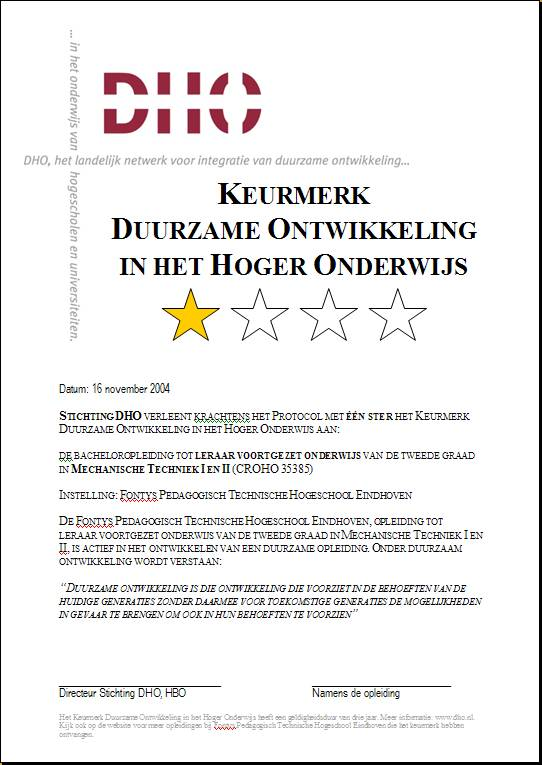 ... in het onderwijs van hogescholen en universiteiten.
DHO
DHO, het landelijk netwerk voor integratie van duurzame ontwikkeling...
KEURMERK
DUURZAME ONTWIKKELING
IN HET HOGER ONDERWIJS
Datum: 16 november 2004
STICHTING DHO VERLEENT KRACHTENS HET PROTOCOL MET ÉÉN STER HET KEURMERK
DUURZAME ONTWIKKELING IN HET HOGER ONDERWIJS AAN:
DE BACHELOROPLEIDING TOT LERAAR VOORTGEZET ONDERWIJS VAN DE TWEEDE GRAAD
IN MECHANISCHE TECHNIEK I EN II (CROHO 35385)
INSTELLING: FONTYS PEDAGOGISCH TECHNISCHE HOGESCHOOL EINDHOVEN
DE FONTYS PEDAGOGISCH TECHNISCHE HOGESCHOOL EINDHOVEN, OPLEIDING TOT
LERAAR VOORTGEZET ONDERWIJS VAN DE TWEEDE GRAAD IN MECHANISCHE TECHNIEK I EN
II, IS ACTIEF IN HET ONTWIKKELEN VAN EEN DUURZAME OPLEIDING. ONDER DUURZAAM
ONTWIKKELING WORDT VERSTAAN:
“DUURZAME ONTWIKKELING IS DIE ONTWIKKELING DIE VOORZIET IN DE BEHOEFTEN VAN DE
HUIDIGE GENERATIES ZONDER DAARMEE VOOR TOEKOMSTIGE GENERATIES DE MOGELIJKHEDEN
IN GEVAAR TE BRENGEN OM OOK IN HUN BEHOEFTEN TE VOORZIEN”
Directeur Stichting DHO, HBO
Namens de opleiding
Het Keurmerk Duurzame Ontwikkeling in het Hoger Onderwijs heeft een geldigheidsduur van drie jaar. Meer informatie: www.dho.nl.
Kijk ook op de website voor meer opleidingen bij Fontys Pedagogisch Technische Hogeschool Eindhoven die het keurmerk hebben
ontvangen.